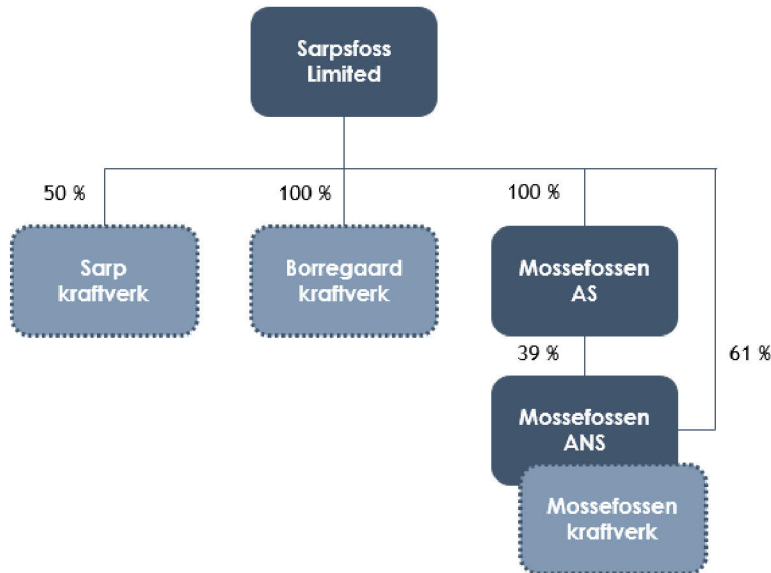 Sarpsfoss
Limited
50 %
100 %
100 %
Sarp
kraftverk
Borregaard
kraftverk
Mossefossen
AS
39 %
61 %
Mossefossen
ANS
Mossefossen
kraftverk